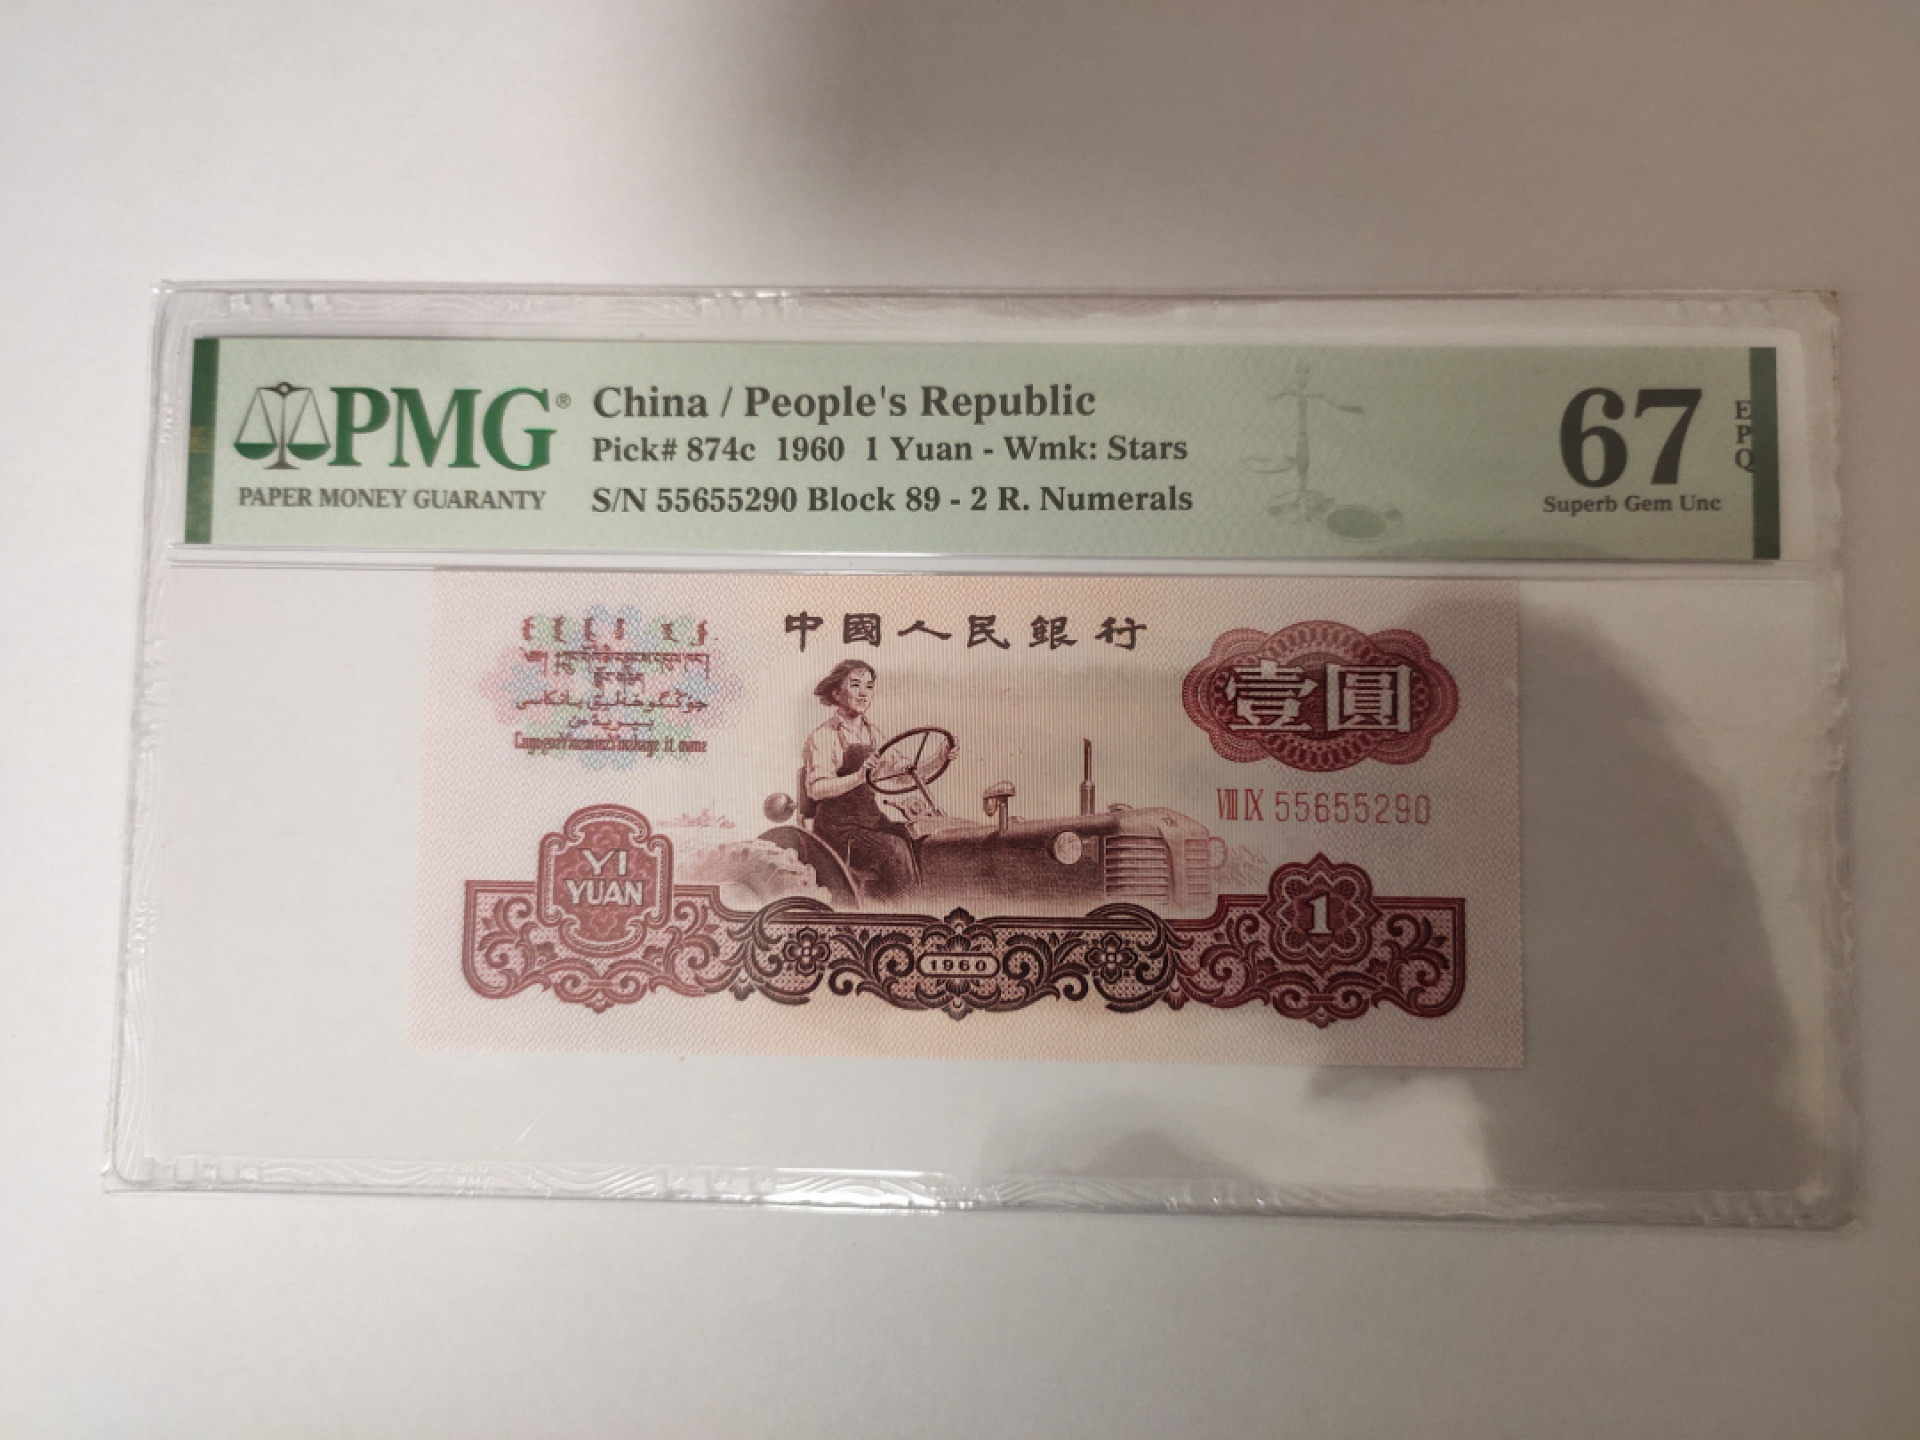 PMG®
PAPER MONEY GUARANTY
China / People's Republic
Pick# 874c 1960 1 Yuan - Wmk: Stars
S/N 55655290 Block 89 - 2 R. Numerals
67
EPQ
Superb Gem Unc
中國人民銀行
壹圓
VIII IX 55655290
YI
YUAN
1960
1